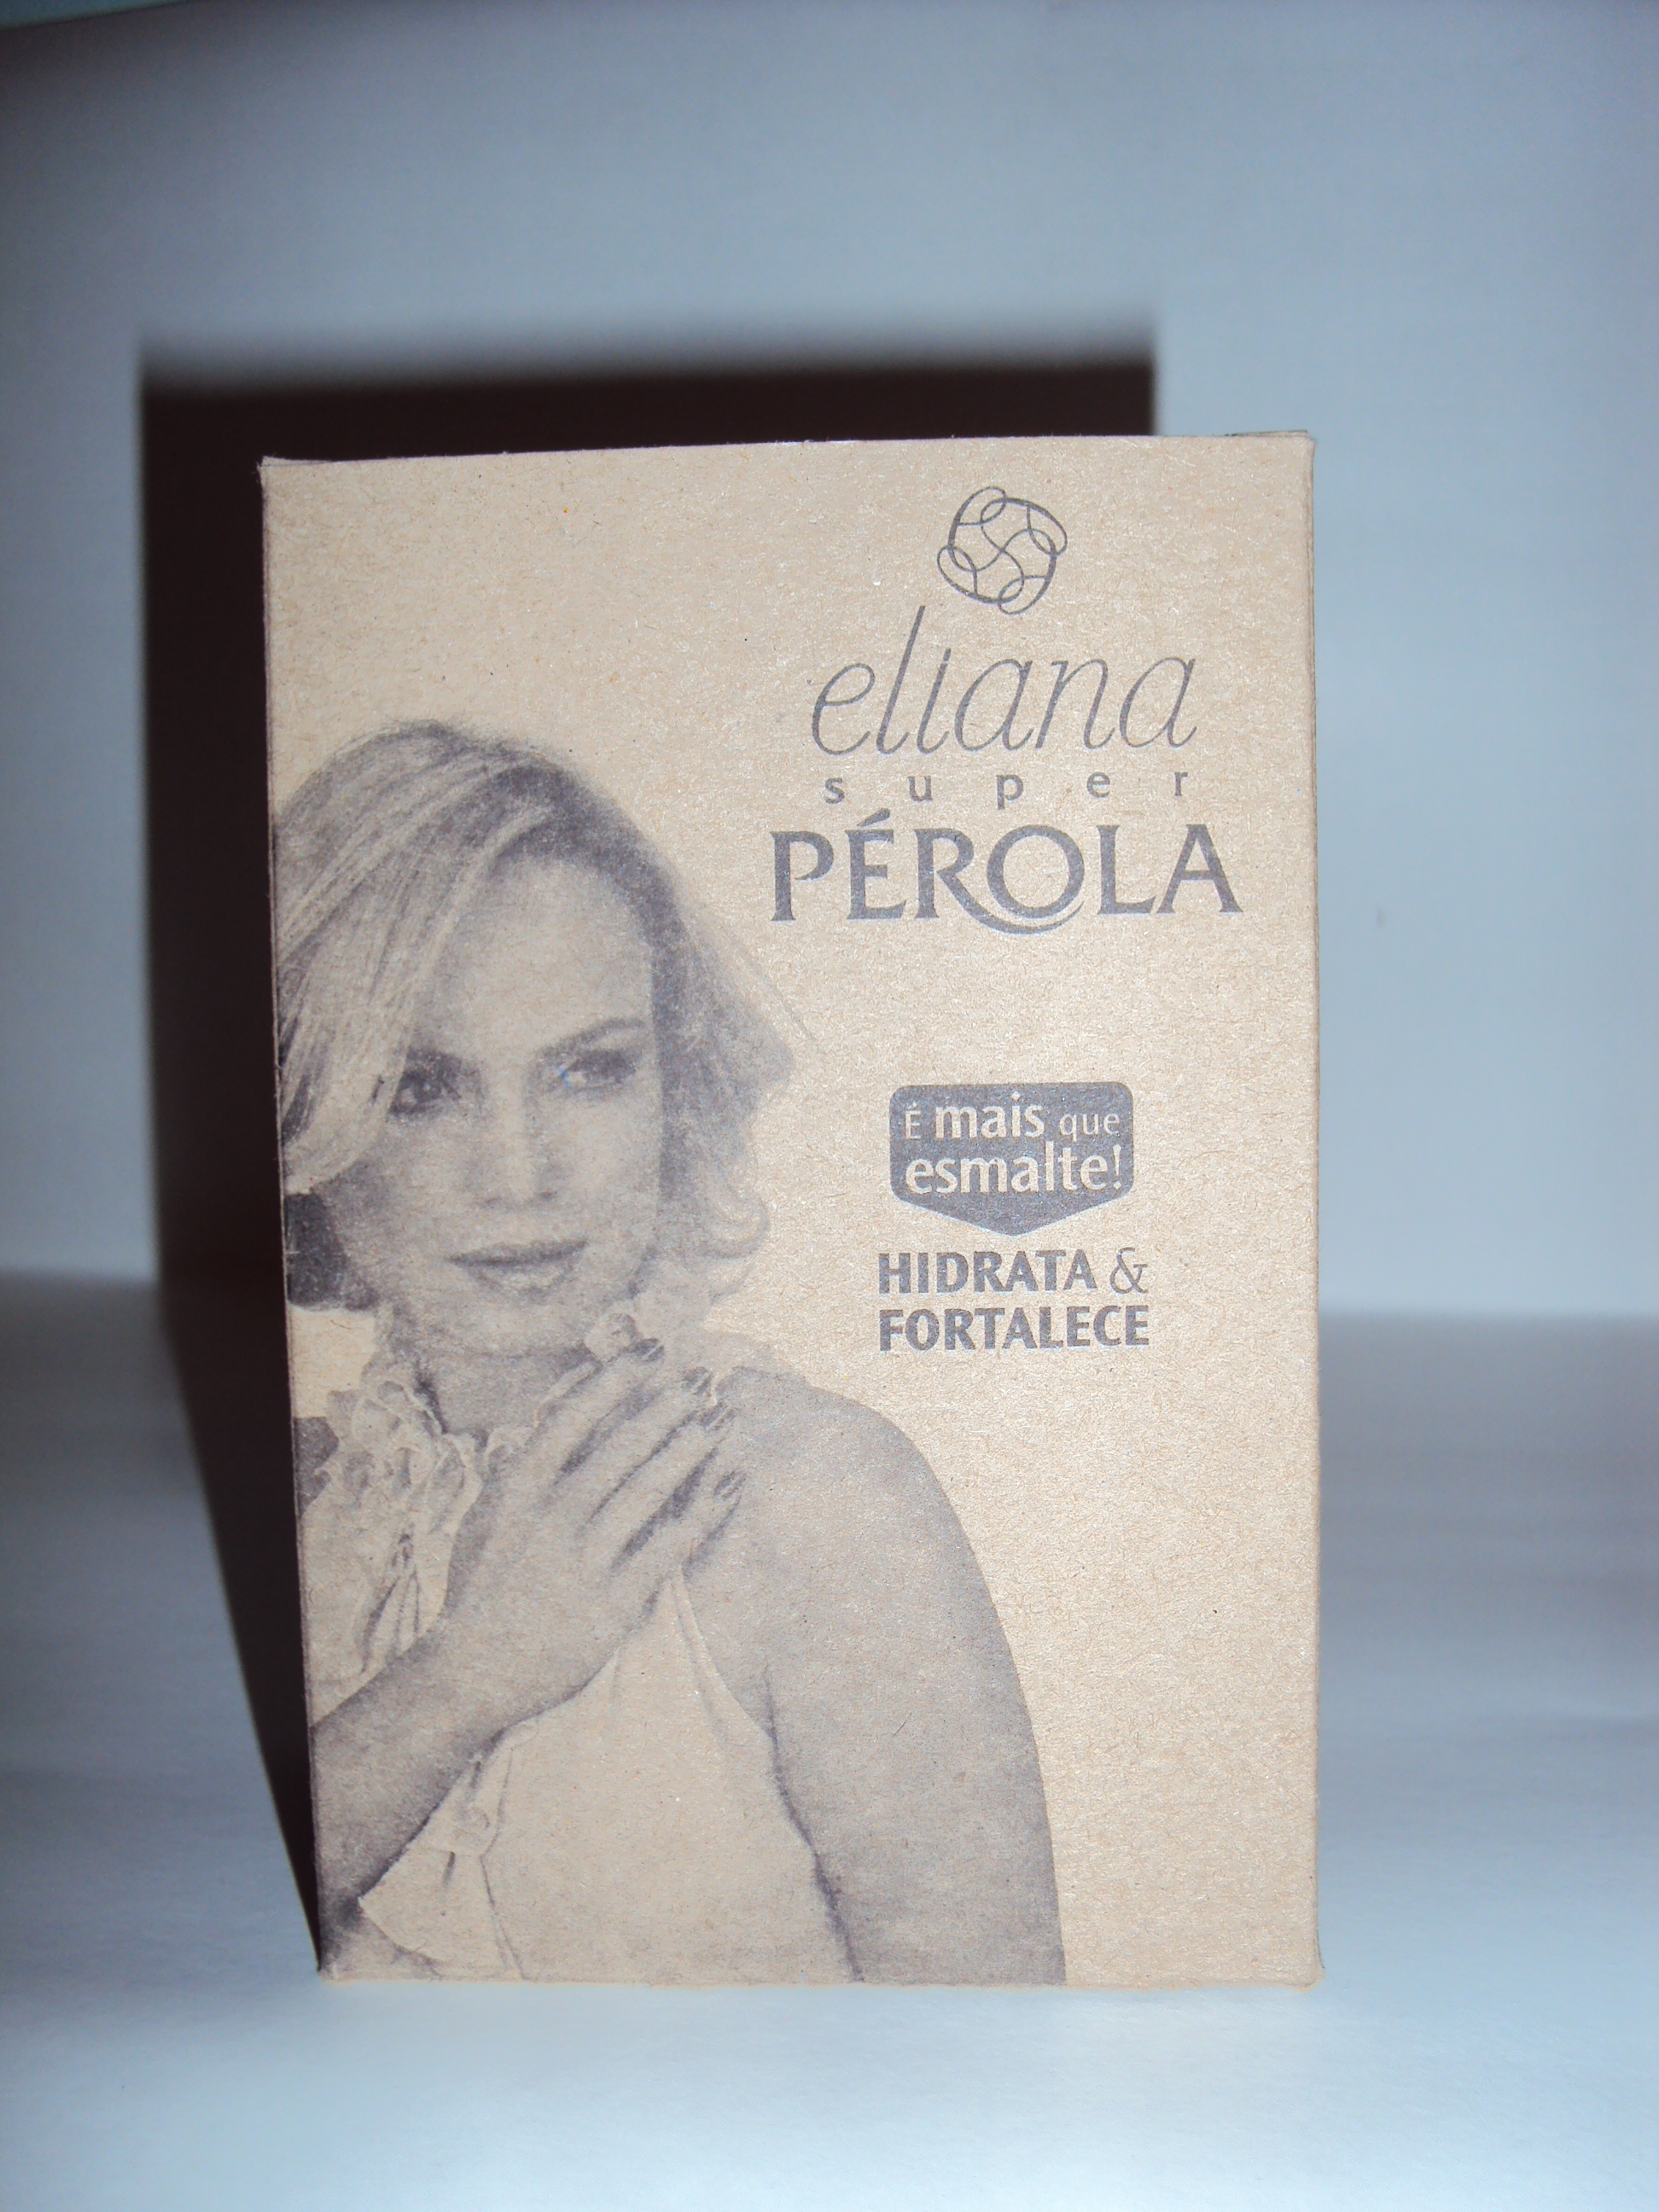 eliana
super
PÉROLA
É mais que
esmalte!
HIDRATA &
FORTALECE